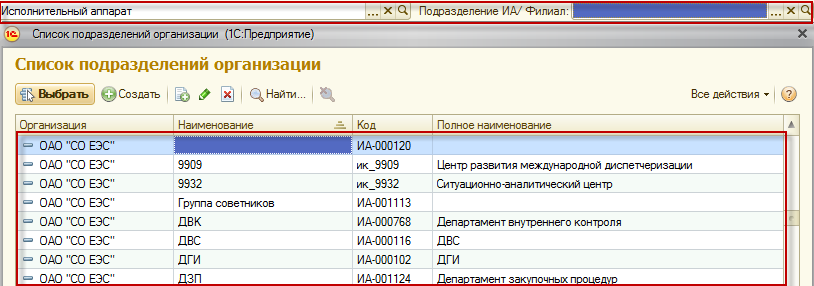 Исполнительный аппарат ... Подразделение ИА/ Филиал: ...
Список подразделений организации (1С:Предприятие)
Список подразделений организации
Выбрать Создать Найти... Все действия
Организация Наименование Код Полное наименование
ОАО "СО ЕЭС" ИА-000120
ОАО "СО ЕЭС" 9909 ик_9909 Центр развития международной диспетчеризации
ОАО "СО ЕЭС" 9932 ик_9932 Ситуационно-аналитический центр
ОАО "СО ЕЭС" Группа советников ИА-001113
ОАО "СО ЕЭС" ДВК ИА-000768 Департамент внутреннего контроля
ОАО "СО ЕЭС" ДВС ИА-000116 ДВС
ОАО "СО ЕЭС" ДГИ ИА-000102 ДГИ
ОАО "СО ЕЭС" ДЗП ИА-001124 Департамент закупочных процедур